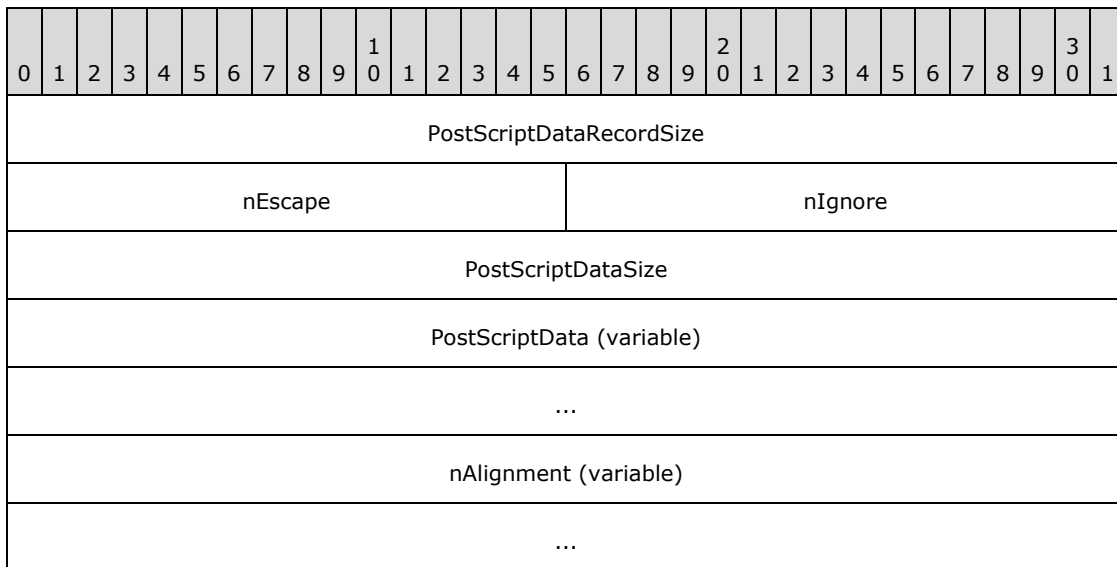 1 2 3
0 1 2 3 4 5 6 7 8 9 0 1 2 3 4 5 6 7 8 9 0 1 2 3 4 5 6 7 8 9 0 1
PostScriptDataRecordSize
nEscape nIgnore
PostScriptDataSize
PostScriptData (variable)
...
nAlignment (variable)
...